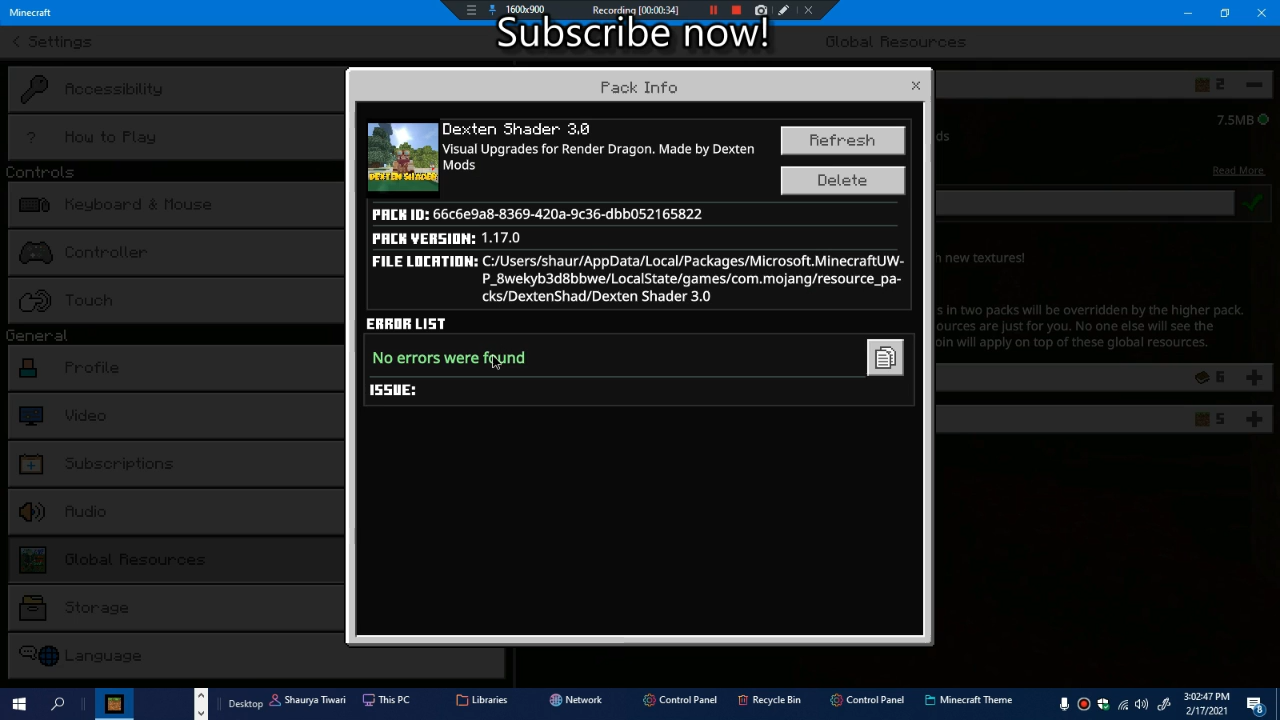 Minecraft
1600x900
Recording [00:00:34]
Subscribe now!
< Settings
Global Resources
Accessibility
How to Play
Controls
Keyboard & Mouse
Controller
Touch
General
Profile
Video
Subscriptions
Audio
Global Resources
Storage
Language
Pack Info
Dexten Shader 3.0
Visual Upgrades for Render Dragon. Made by Dexten
Mods
DEXTEN SHADER
Refresh
Delete
PACK ID: 66c6e9a8-8369-420a-9c36-dbb052165822
PACK VERSION: 1.17.0
FILE LOCATION: C:/Users/shaur/AppData/Local/Packages/Microsoft.MinecraftUW-
P_8wekyb3d8bbwe/LocalState/games/com.mojang/resource_pa-
cks/DextenShad/Dexten Shader 3.0
ERROR LIST
No errors were found
ISSUE:
2
7.5MB
ds
Read More
n new textures!
s in two packs will be overridden by the higher pack.
ources are just for you. No one else will see the
oin will apply on top of these global resources.
6
5
Desktop
Shaurya Tiwari
This PC
Libraries
Network
Control Panel
Recycle Bin
Control Panel
Minecraft Theme
3:02:47 PM
2/17/2021
8